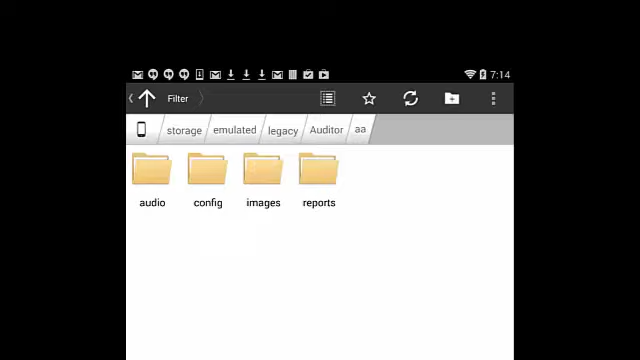 7:14
Filter
storage emulated legacy Auditor aa
audio config images reports